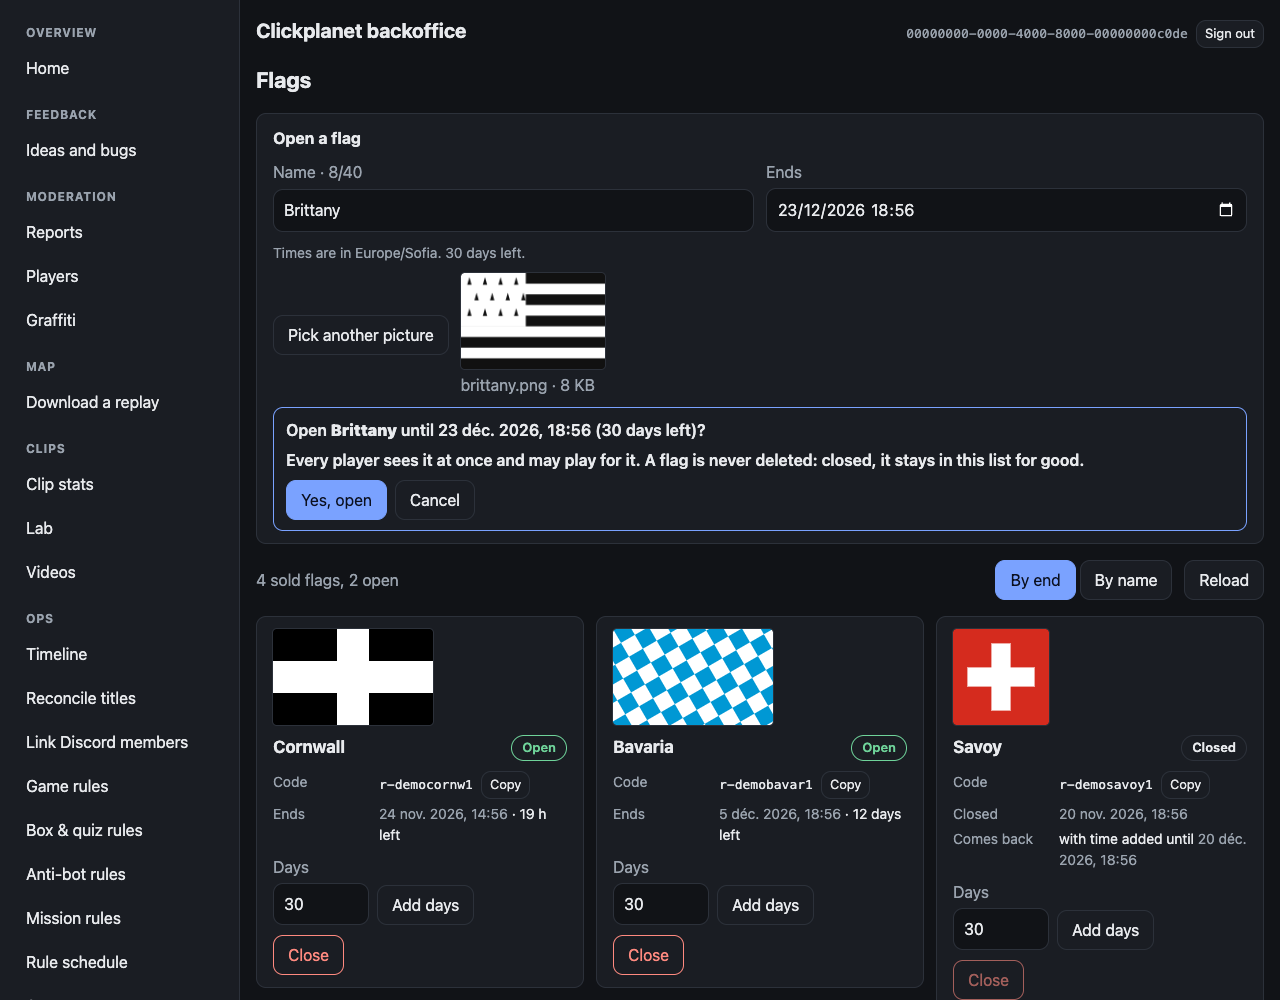 OVERVIEW
Home
FEEDBACK
Ideas and bugs
MODERATION
Reports
Players
Graffiti
MAP
Download a replay
CLIPS
Clip stats
Lab
Videos
OPS
Timeline
Reconcile titles
Link Discord members
Game rules
Box & quiz rules
Anti-bot rules
Mission rules
Rule schedule
Clickplanet backoffice
00000000-0000-4000-8000-00000000c0de
Sign out
Flags
Open a flag
Name · 8/40
Brittany
Ends
23/12/2026 18:56
Times are in Europe/Sofia. 30 days left.
Pick another picture
brittany.png · 8 KB
Open Brittany until 23 déc. 2026, 18:56 (30 days left)?
Every player sees it at once and may play for it. A flag is never deleted: closed, it stays in this list for good.
Yes, open
Cancel
4 sold flags, 2 open
By end
By name
Reload
Cornwall
Open
Code
r-democornw1
Copy
Ends
24 nov. 2026, 14:56 · 19 h
left
Days
30
Add days
Close
Bavaria
Open
Code
r-demobavar1
Copy
Ends
5 déc. 2026, 18:56 · 12 days
left
Days
30
Add days
Close
Savoy
Closed
Code
r-demosavoy1
Copy
Closed
20 nov. 2026, 18:56
Comes back
with time added until 20 déc.
2026, 18:56
Days
30
Add days
Close